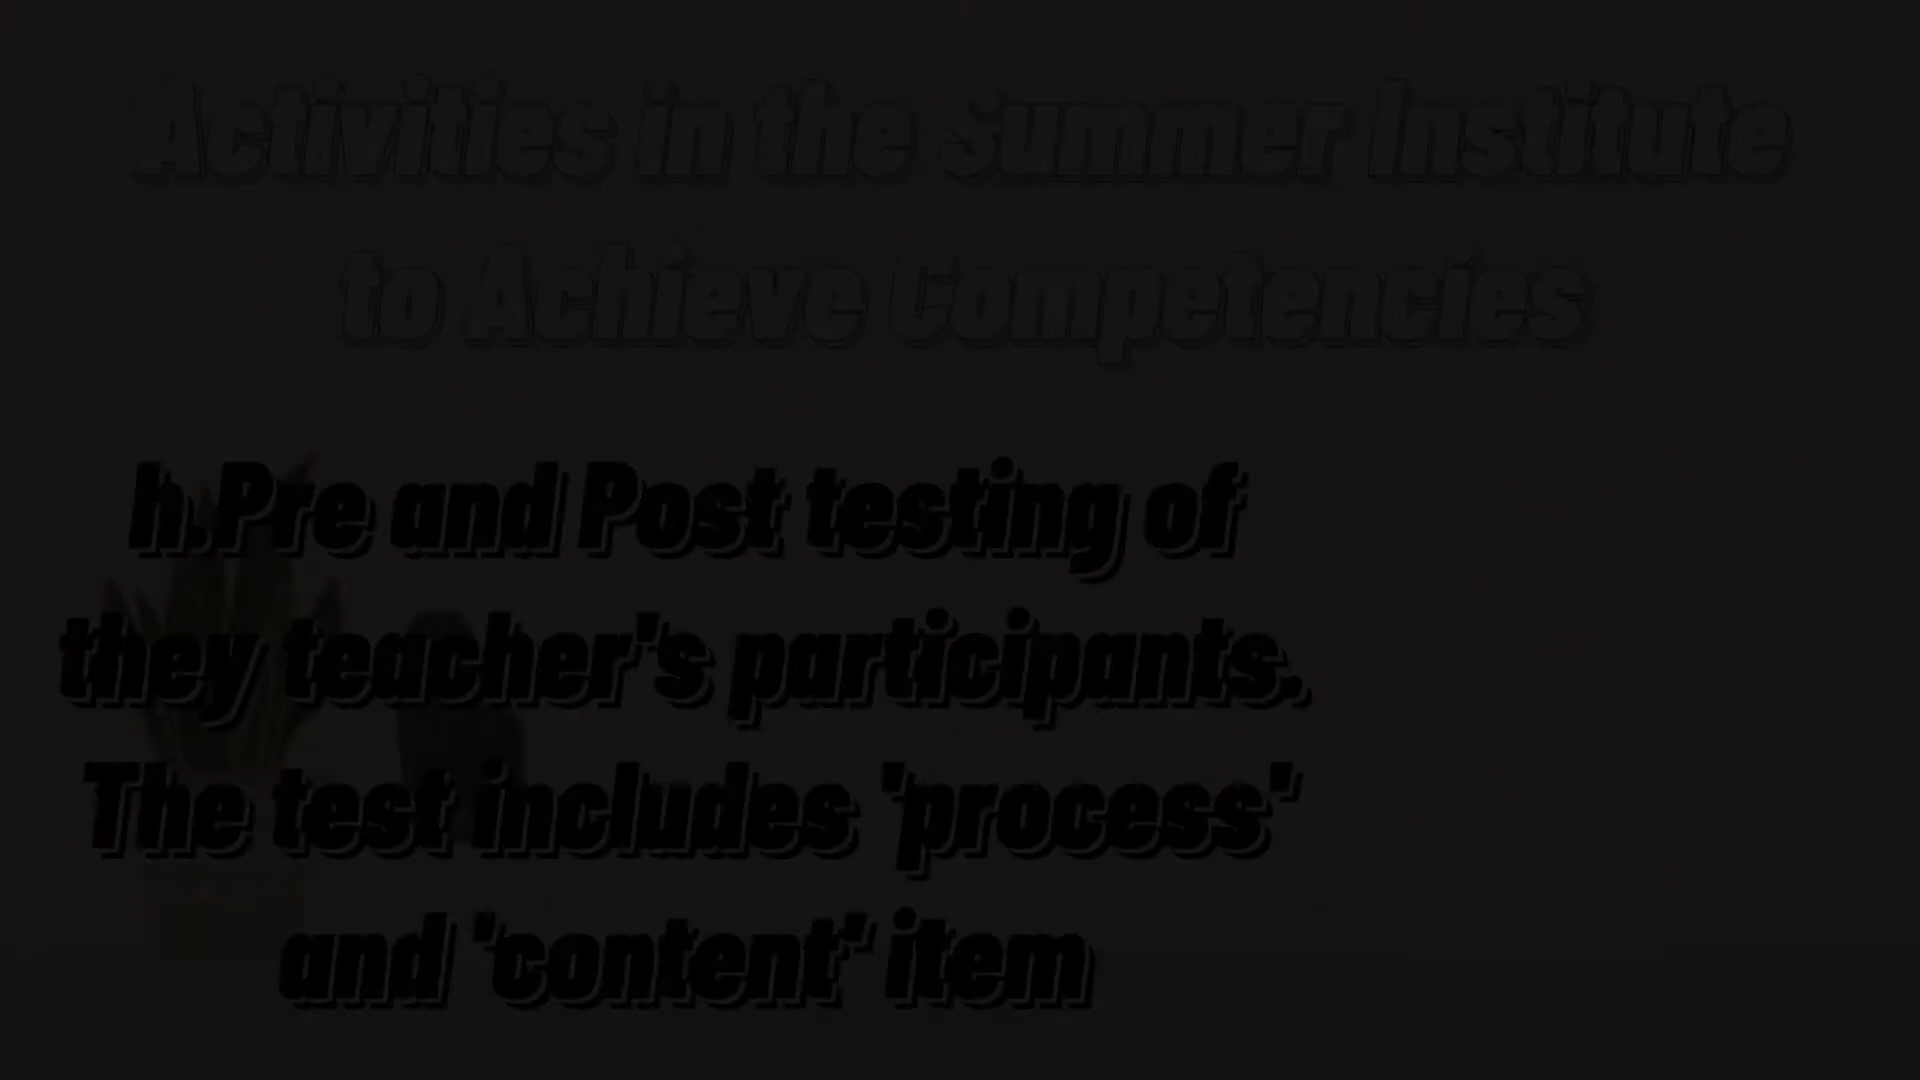 Activities in the Summer Institute
to Achieve Competencies
h.Pre and Post testing of
they teacher's participants.
The test includes 'process'
and 'content' item